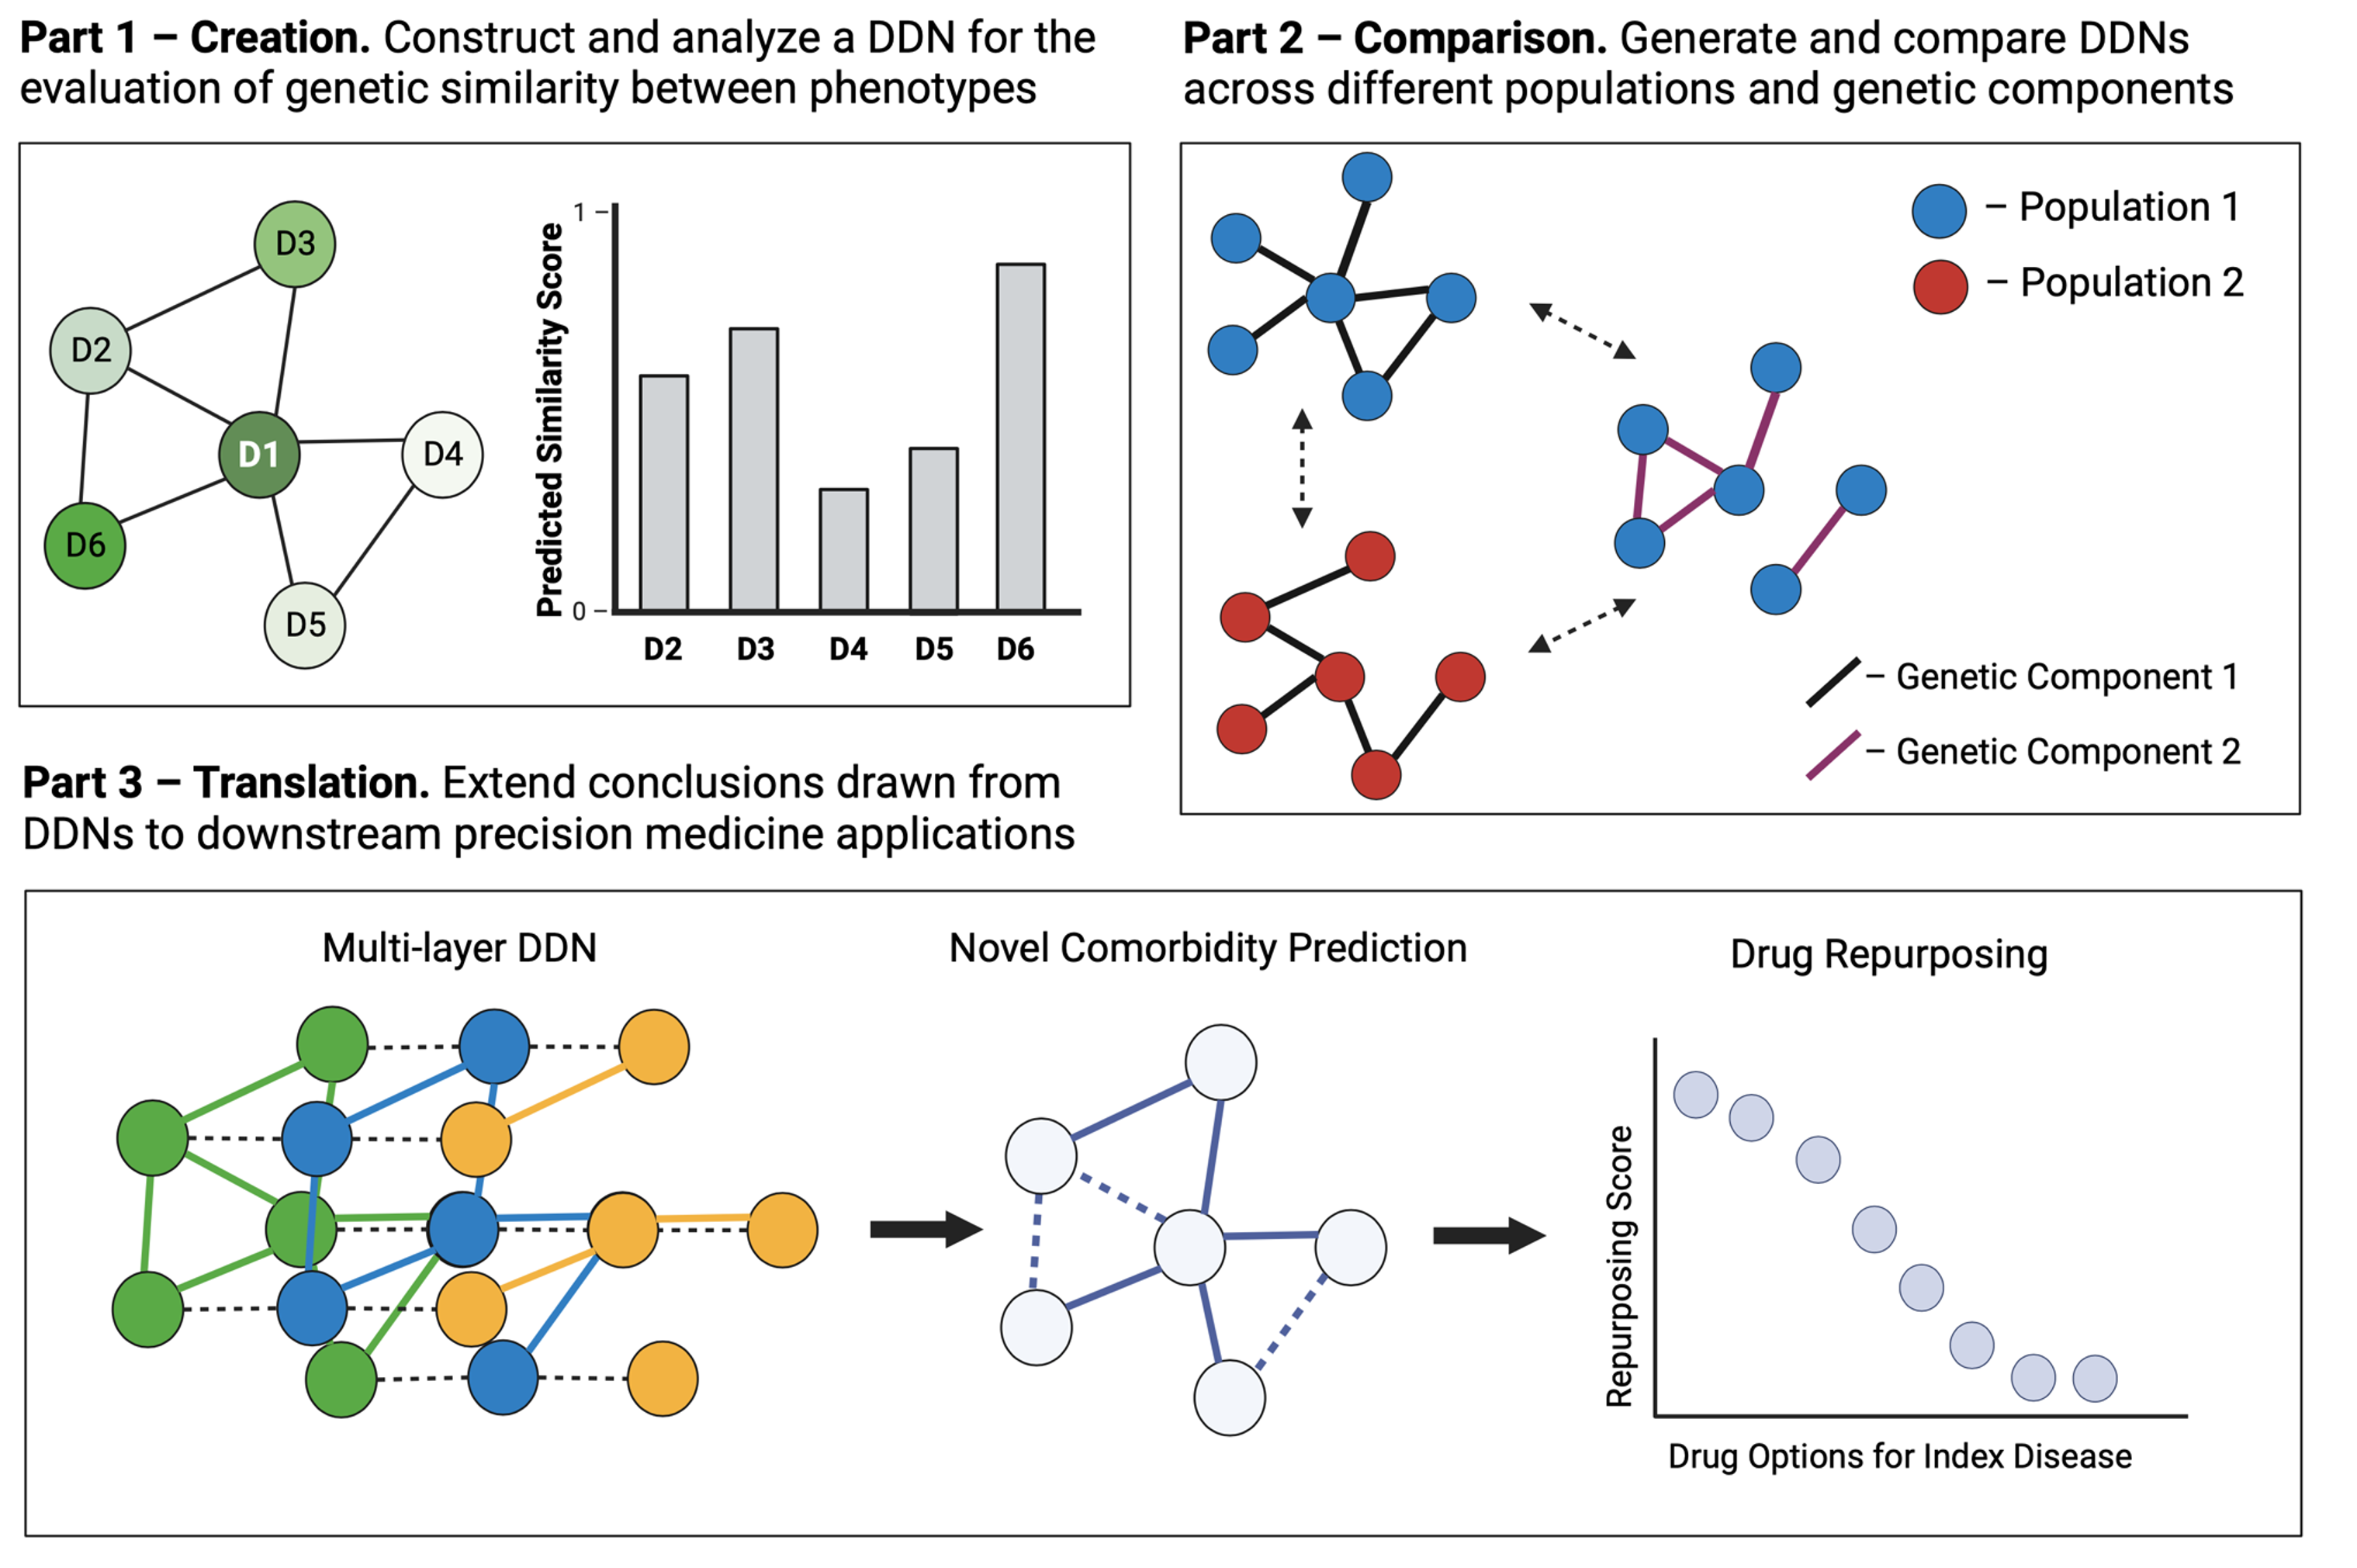 Part 1 – Creation. Construct and analyze a DDN for the
evaluation of genetic similarity between phenotypes
D3
D2
D1
D4
D6
D5
Predicted Similarity Score
1
0
D2 D3 D4 D5 D6
Part 2 – Comparison. Generate and compare DDNs
across different populations and genetic components
– Population 1
– Population 2
– Genetic Component 1
– Genetic Component 2
Part 3 – Translation. Extend conclusions drawn from
DDNs to downstream precision medicine applications
Multi-layer DDN
Novel Comorbidity Prediction
Drug Repurposing
Repurposing Score
Drug Options for Index Disease